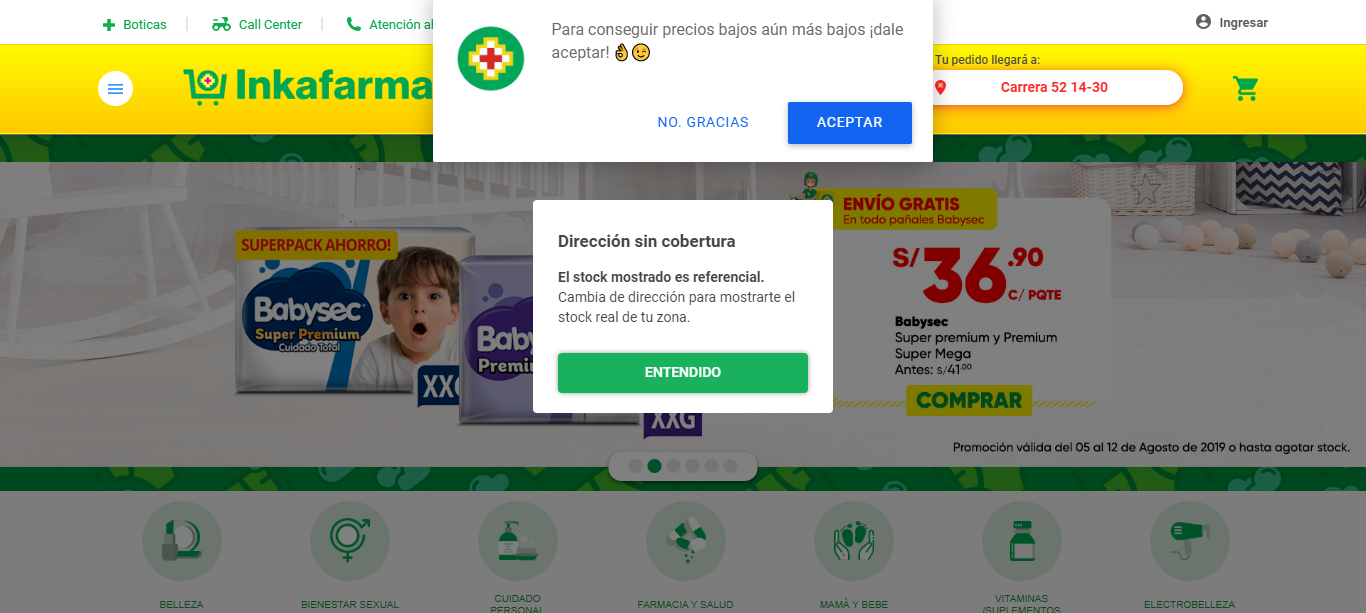 Boticas
Call Center
Atención al
Para conseguir precios bajos aún más bajos ¡dale
aceptar! 👌😉
NO. GRACIAS
ACEPTAR
Ingresar
Inkafarma
Tu pedido llegará a:
Carrera 52 14-30
SUPERPACK AHORRO!
Babysec
Super Premium
Cuidado Total
XXG
Premi
XXG
Dirección sin cobertura
El stock mostrado es referencial.
Cambia de dirección para mostrarte el
stock real de tu zona.
ENTENDIDO
ENVÍO GRATIS
En todo pañales Babysec
S/36.90
C/ PQTE
Babysec
Super premium y Premium
Super Mega
Antes: s/41.00
COMPRAR
Promoción válida del 05 al 12 de Agosto de 2019 o hasta agotar stock.
BELLEZA
BIENESTAR SEXUAL
CUIDADO
PERSONAL
FARMACIA Y SALUD
MAMÁ Y BEBE
VITAMINAS
/SUPLEMENTOS
ELECTROBELLEZA